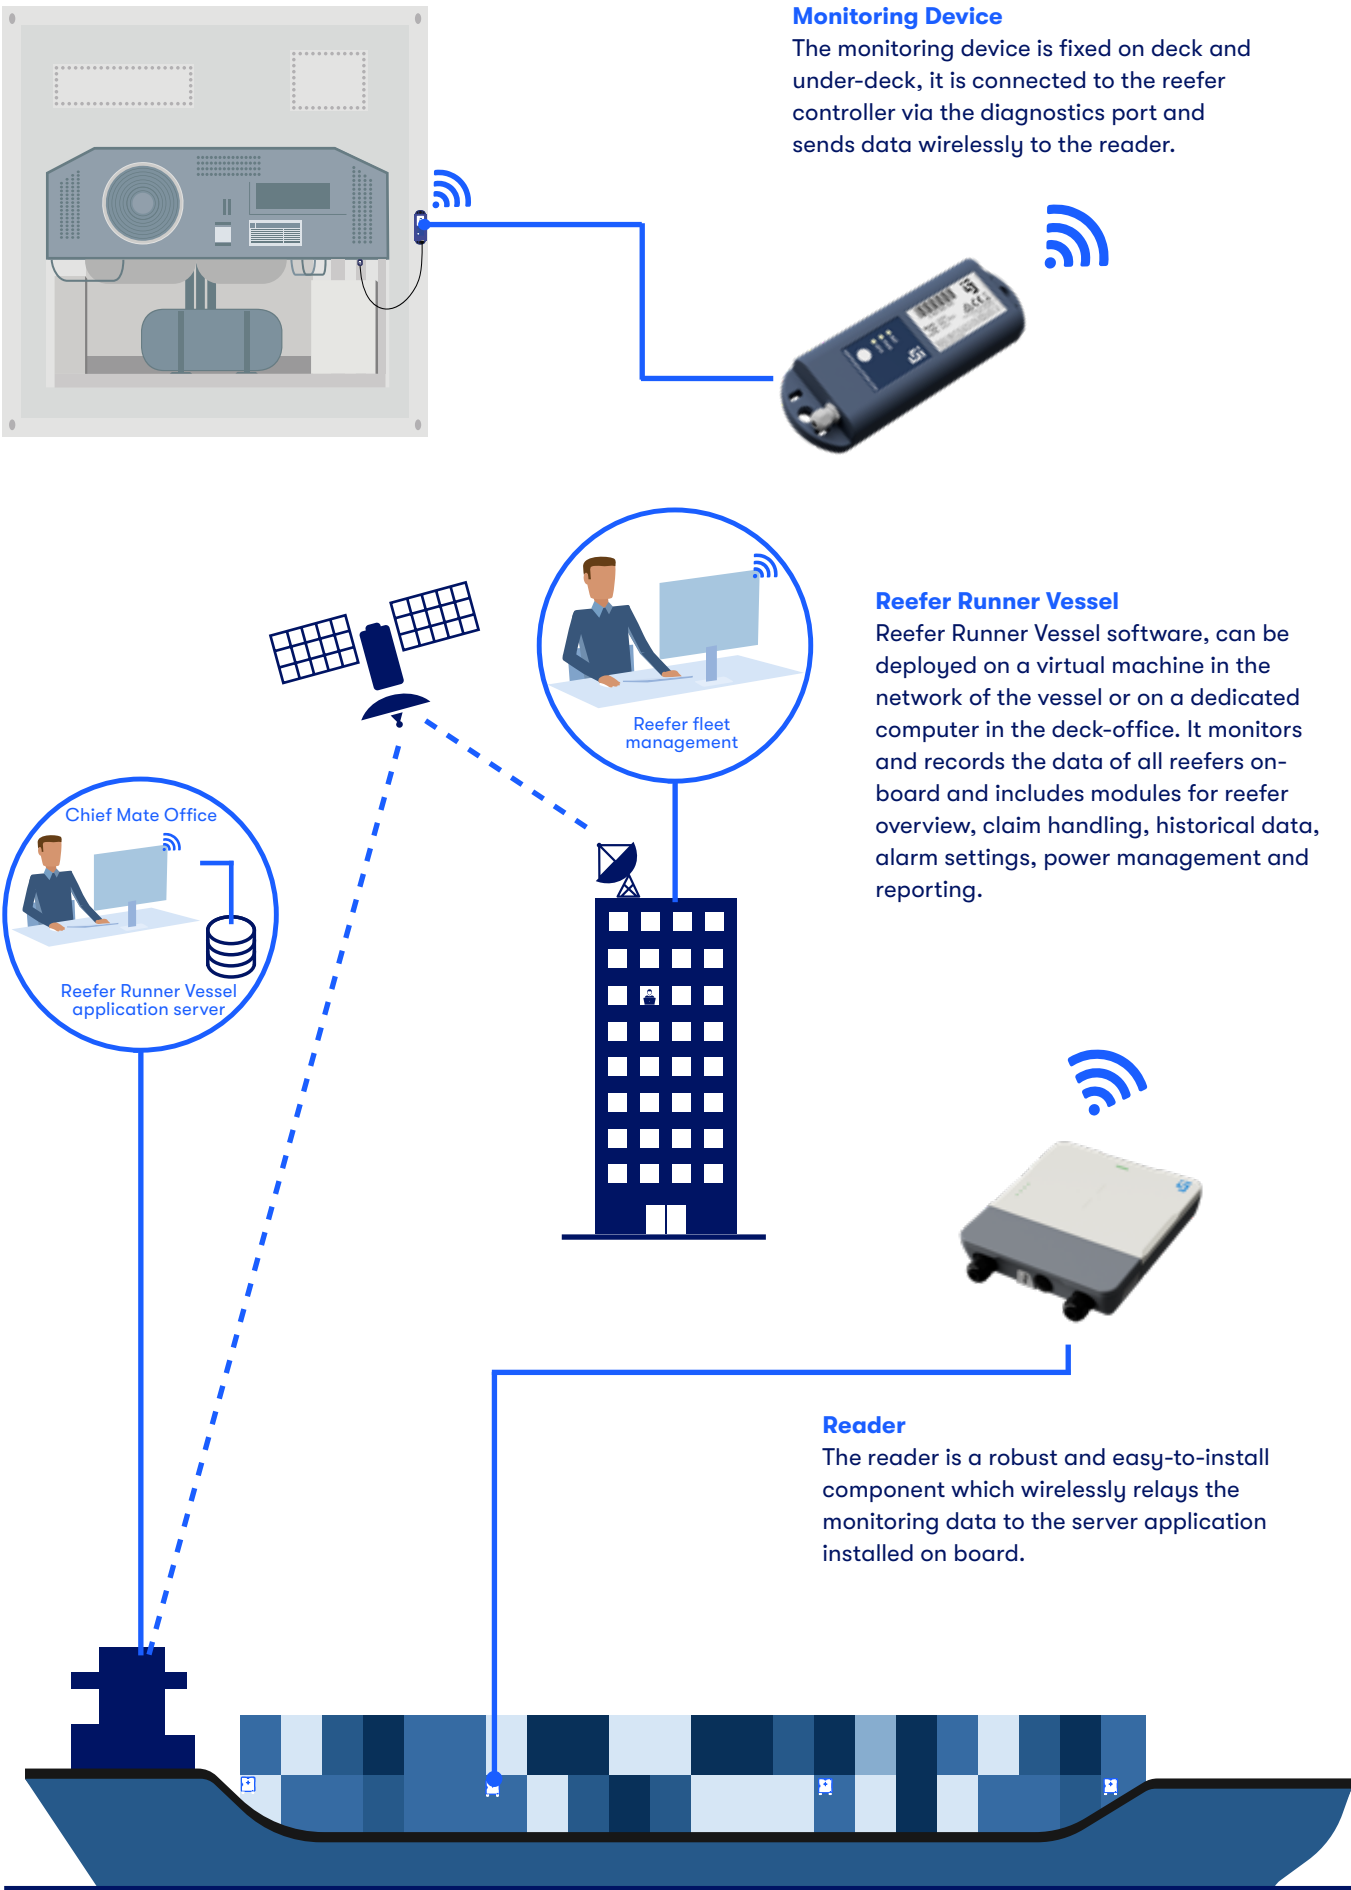 Monitoring Device
The monitoring device is fixed on deck and
under-deck, it is connected to the reefer
controller via the diagnostics port and
sends data wirelessly to the reader.
Reefer fleet
management
Reefer Runner Vessel
Reefer Runner Vessel software, can be
deployed on a virtual machine in the
network of the vessel or on a dedicated
computer in the deck-office. It monitors
and records the data of all reefers on-
board and includes modules for reefer
overview, claim handling, historical data,
alarm settings, power management and
reporting.
Chief Mate Office
Reefer Runner Vessel
application server
Reader
The reader is a robust and easy-to-install
component which wirelessly relays the
monitoring data to the server application
installed on board.